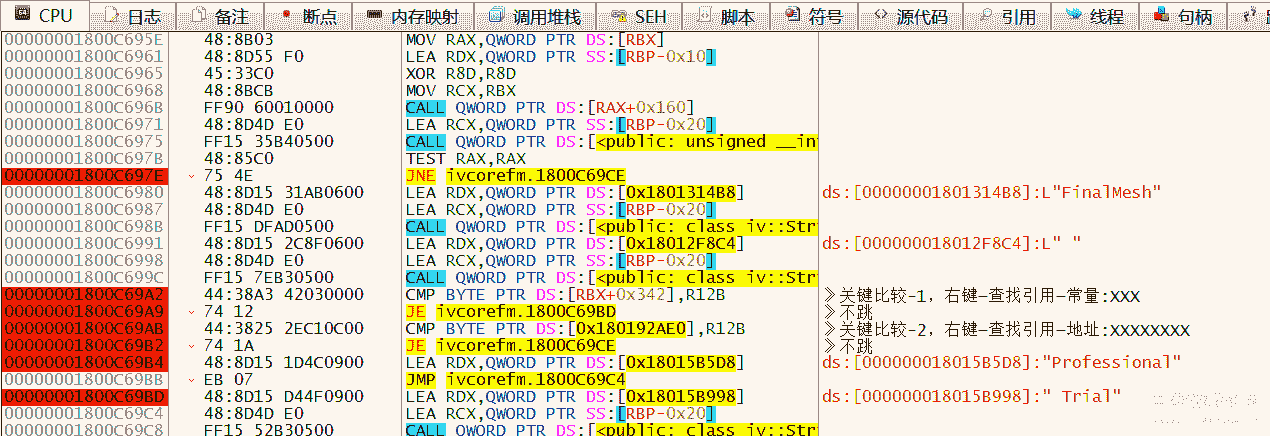 CPU 日志 备注 断点 内存映射 调用堆栈 SEH 脚本 符号 源代码 引用 线程 句柄
00000001800C695E 48:8B03 MOV RAX,QWORD PTR DS:[RBX]
00000001800C6961 48:8D55 F0 LEA RDX,QWORD PTR SS:[RBP-0x10]
00000001800C6965 45:33C0 XOR R8D,R8D
00000001800C6968 48:8BCB MOV RCX,RBX
00000001800C696B FF90 60010000 CALL QWORD PTR DS:[RAX+0x160]
00000001800C6971 48:8D4D E0 LEA RCX,QWORD PTR SS:[RBP-0x20]
00000001800C6975 FF15 35B40500 CALL QWORD PTR DS:[<public: unsigned __in
00000001800C697B 48:85C0 TEST RAX,RAX
00000001800C697E 75 4E JNE ivcorefm.1800C69CE
00000001800C6980 48:8D15 31AB0600 LEA RDX,QWORD PTR DS:[0x1801314B8] ds:[00000001801314B8]:L"FinalMesh"
00000001800C6987 48:8D4D E0 LEA RCX,QWORD PTR SS:[RBP-0x20]
00000001800C698B FF15 DFAD0500 CALL QWORD PTR DS:[<public: class iv::Str
00000001800C6991 48:8D15 2C8F0600 LEA RDX,QWORD PTR DS:[0x18012F8C4] ds:[000000018012F8C4]:L" "
00000001800C6998 48:8D4D E0 LEA RCX,QWORD PTR SS:[RBP-0x20]
00000001800C699C FF15 7EB30500 CALL QWORD PTR DS:[<public: class iv::Str
00000001800C69A2 44:38A3 42030000 CMP BYTE PTR DS:[RBX+0x342],R12B 》关键比较-1，右键-查找引用-常量:XXX
00000001800C69A9 74 12 JE ivcorefm.1800C69BD 》不跳
00000001800C69AB 44:3825 2EC10C00 CMP BYTE PTR DS:[0x180192AE0],R12B 》关键比较-2，右键-查找引用-地址:XXXXXXXX
00000001800C69B2 74 1A JE ivcorefm.1800C69CE 》不跳
00000001800C69B4 48:8D15 1D4C0900 LEA RDX,QWORD PTR DS:[0x18015B5D8] ds:[000000018015B5D8]:"Professional"
00000001800C69BB EB 07 JMP ivcorefm.1800C69C4
00000001800C69BD 48:8D15 D44F0900 LEA RDX,QWORD PTR DS:[0x18015B998] ds:[000000018015B998]:" Trial"
00000001800C69C4 48:8D4D E0 LEA RCX,QWORD PTR SS:[RBP-0x20]
00000001800C69C8 FF15 52B30500 CALL QWORD PTR DS:[<public: class iv::Str